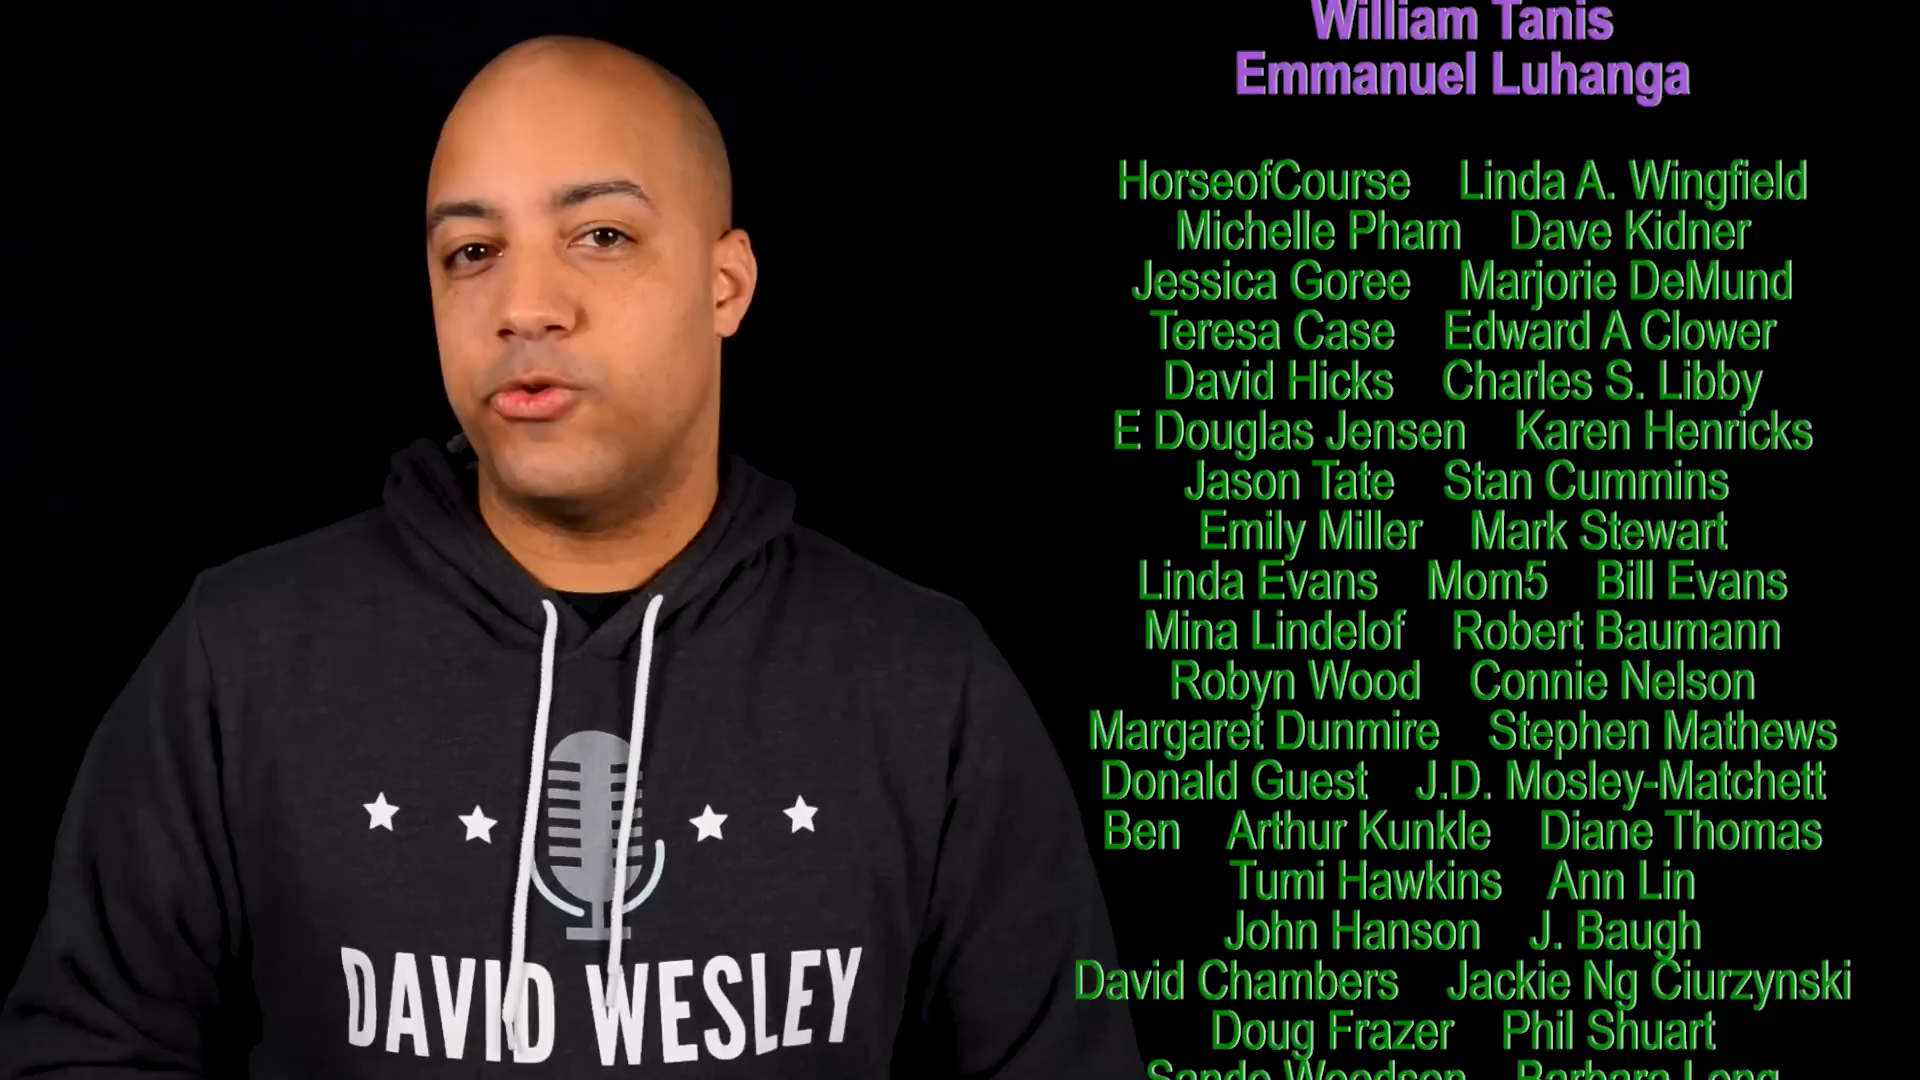 William Tanis
Emmanuel Luhanga
HorseofCourse Linda A. Wingfield
Michelle Pham Dave Kidner
Jessica Goree Marjorie DeMund
Teresa Case Edward A Clower
David Hicks Charles S. Libby
E Douglas Jensen Karen Henricks
Jason Tate Stan Cummins
Emily Miller Mark Stewart
Linda Evans Mom5 Bill Evans
Mina Lindelof Robert Baumann
Robyn Wood Connie Nelson
Margaret Dunmire Stephen Mathews
Donald Guest J.D. Mosley-Matchett
Ben Arthur Kunkle Diane Thomas
Tumi Hawkins Ann Lin
John Hanson J. Baugh
David Chambers Jackie Ng Ciurzynski
Doug Frazer Phil Shuart
Barbara Long
DAVID WESLEY